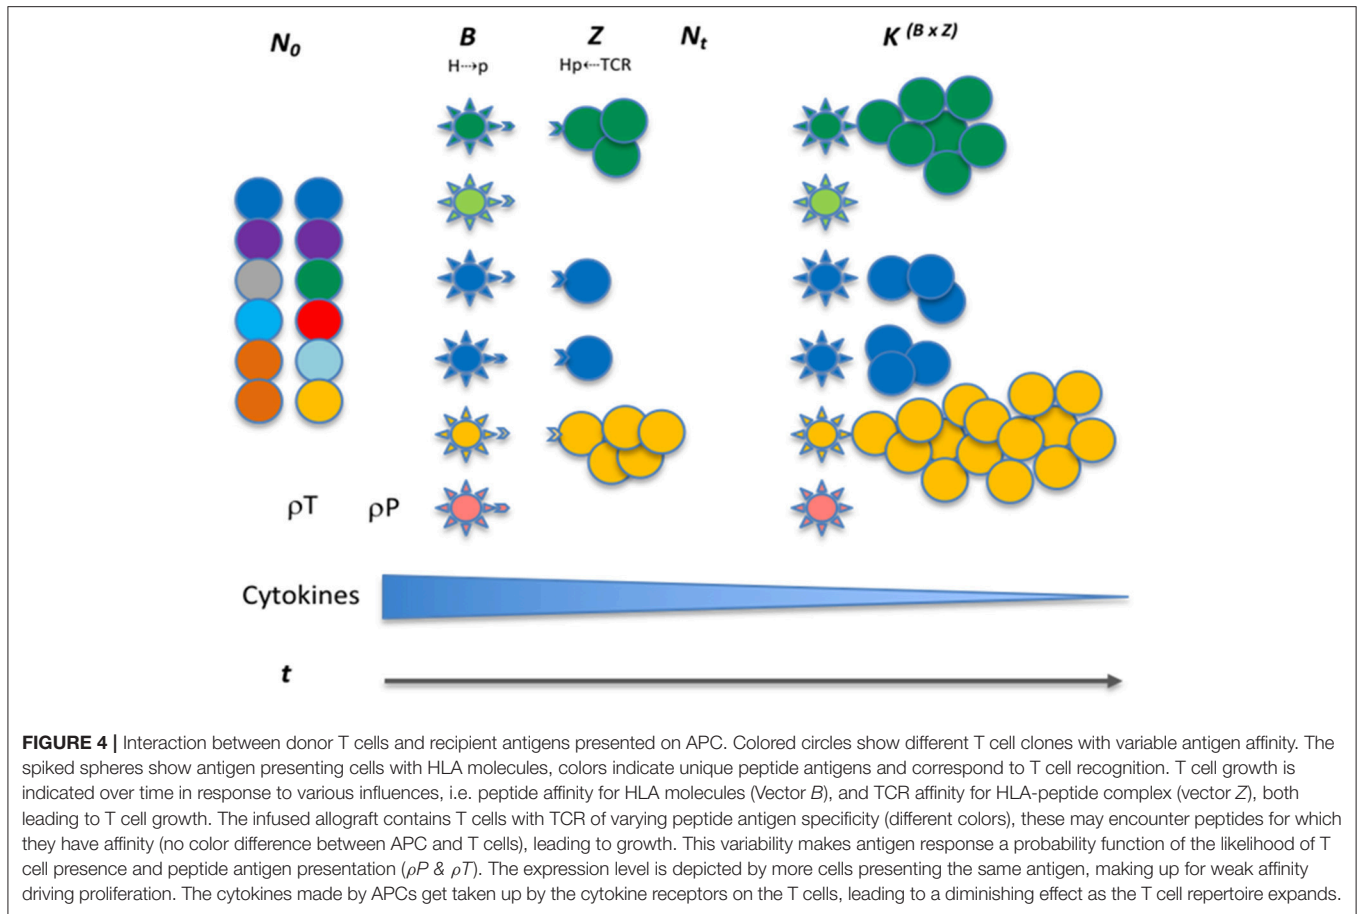 N0 B Z Nt K (B x Z)
H⤏p Hp⤎TCR
ρT ρP
Cytokines
t
FIGURE 4 | Interaction between donor T cells and recipient antigens presented on APC. Colored circles show different T cell clones with variable antigen affinity. The
spiked spheres show antigen presenting cells with HLA molecules, colors indicate unique peptide antigens and correspond to T cell recognition. T cell growth is
indicated over time in response to various influences, i.e. peptide affinity for HLA molecules (Vector B), and TCR affinity for HLA-peptide complex (vector Z), both
leading to T cell growth. The infused allograft contains T cells with TCR of varying peptide antigen specificity (different colors), these may encounter peptides for which
they have affinity (no color difference between APC and T cells), leading to growth. This variability makes antigen response a probability function of the likelihood of T
cell presence and peptide antigen presentation (ρP & ρT). The expression level is depicted by more cells presenting the same antigen, making up for weak affinity
driving proliferation. The cytokines made by APCs get taken up by the cytokine receptors on the T cells, leading to a diminishing effect as the T cell repertoire expands.